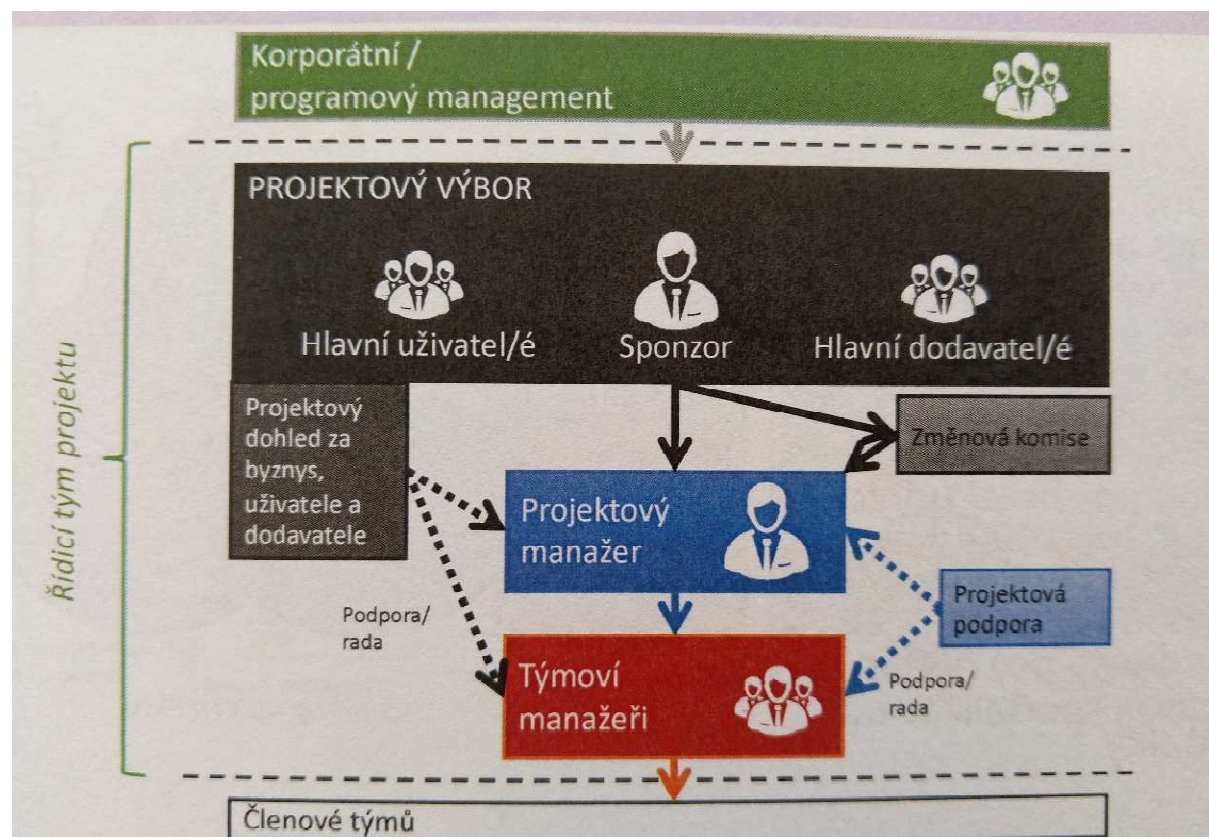 Korporátní /
programový management
PROJEKTOVÝ VÝBOR
Hlavní uživatel/é
Sponzor
Hlavní dodavatel/é
Řídicí tým projektu
Projektový
dohled za
byznys,
uživatele a
dodavatele
Změnová komise
Projektový
manažer
Projektová
podpora
Podpora/
rada
Týmoví
manažeři
Podpora/
rada
Členové týmů